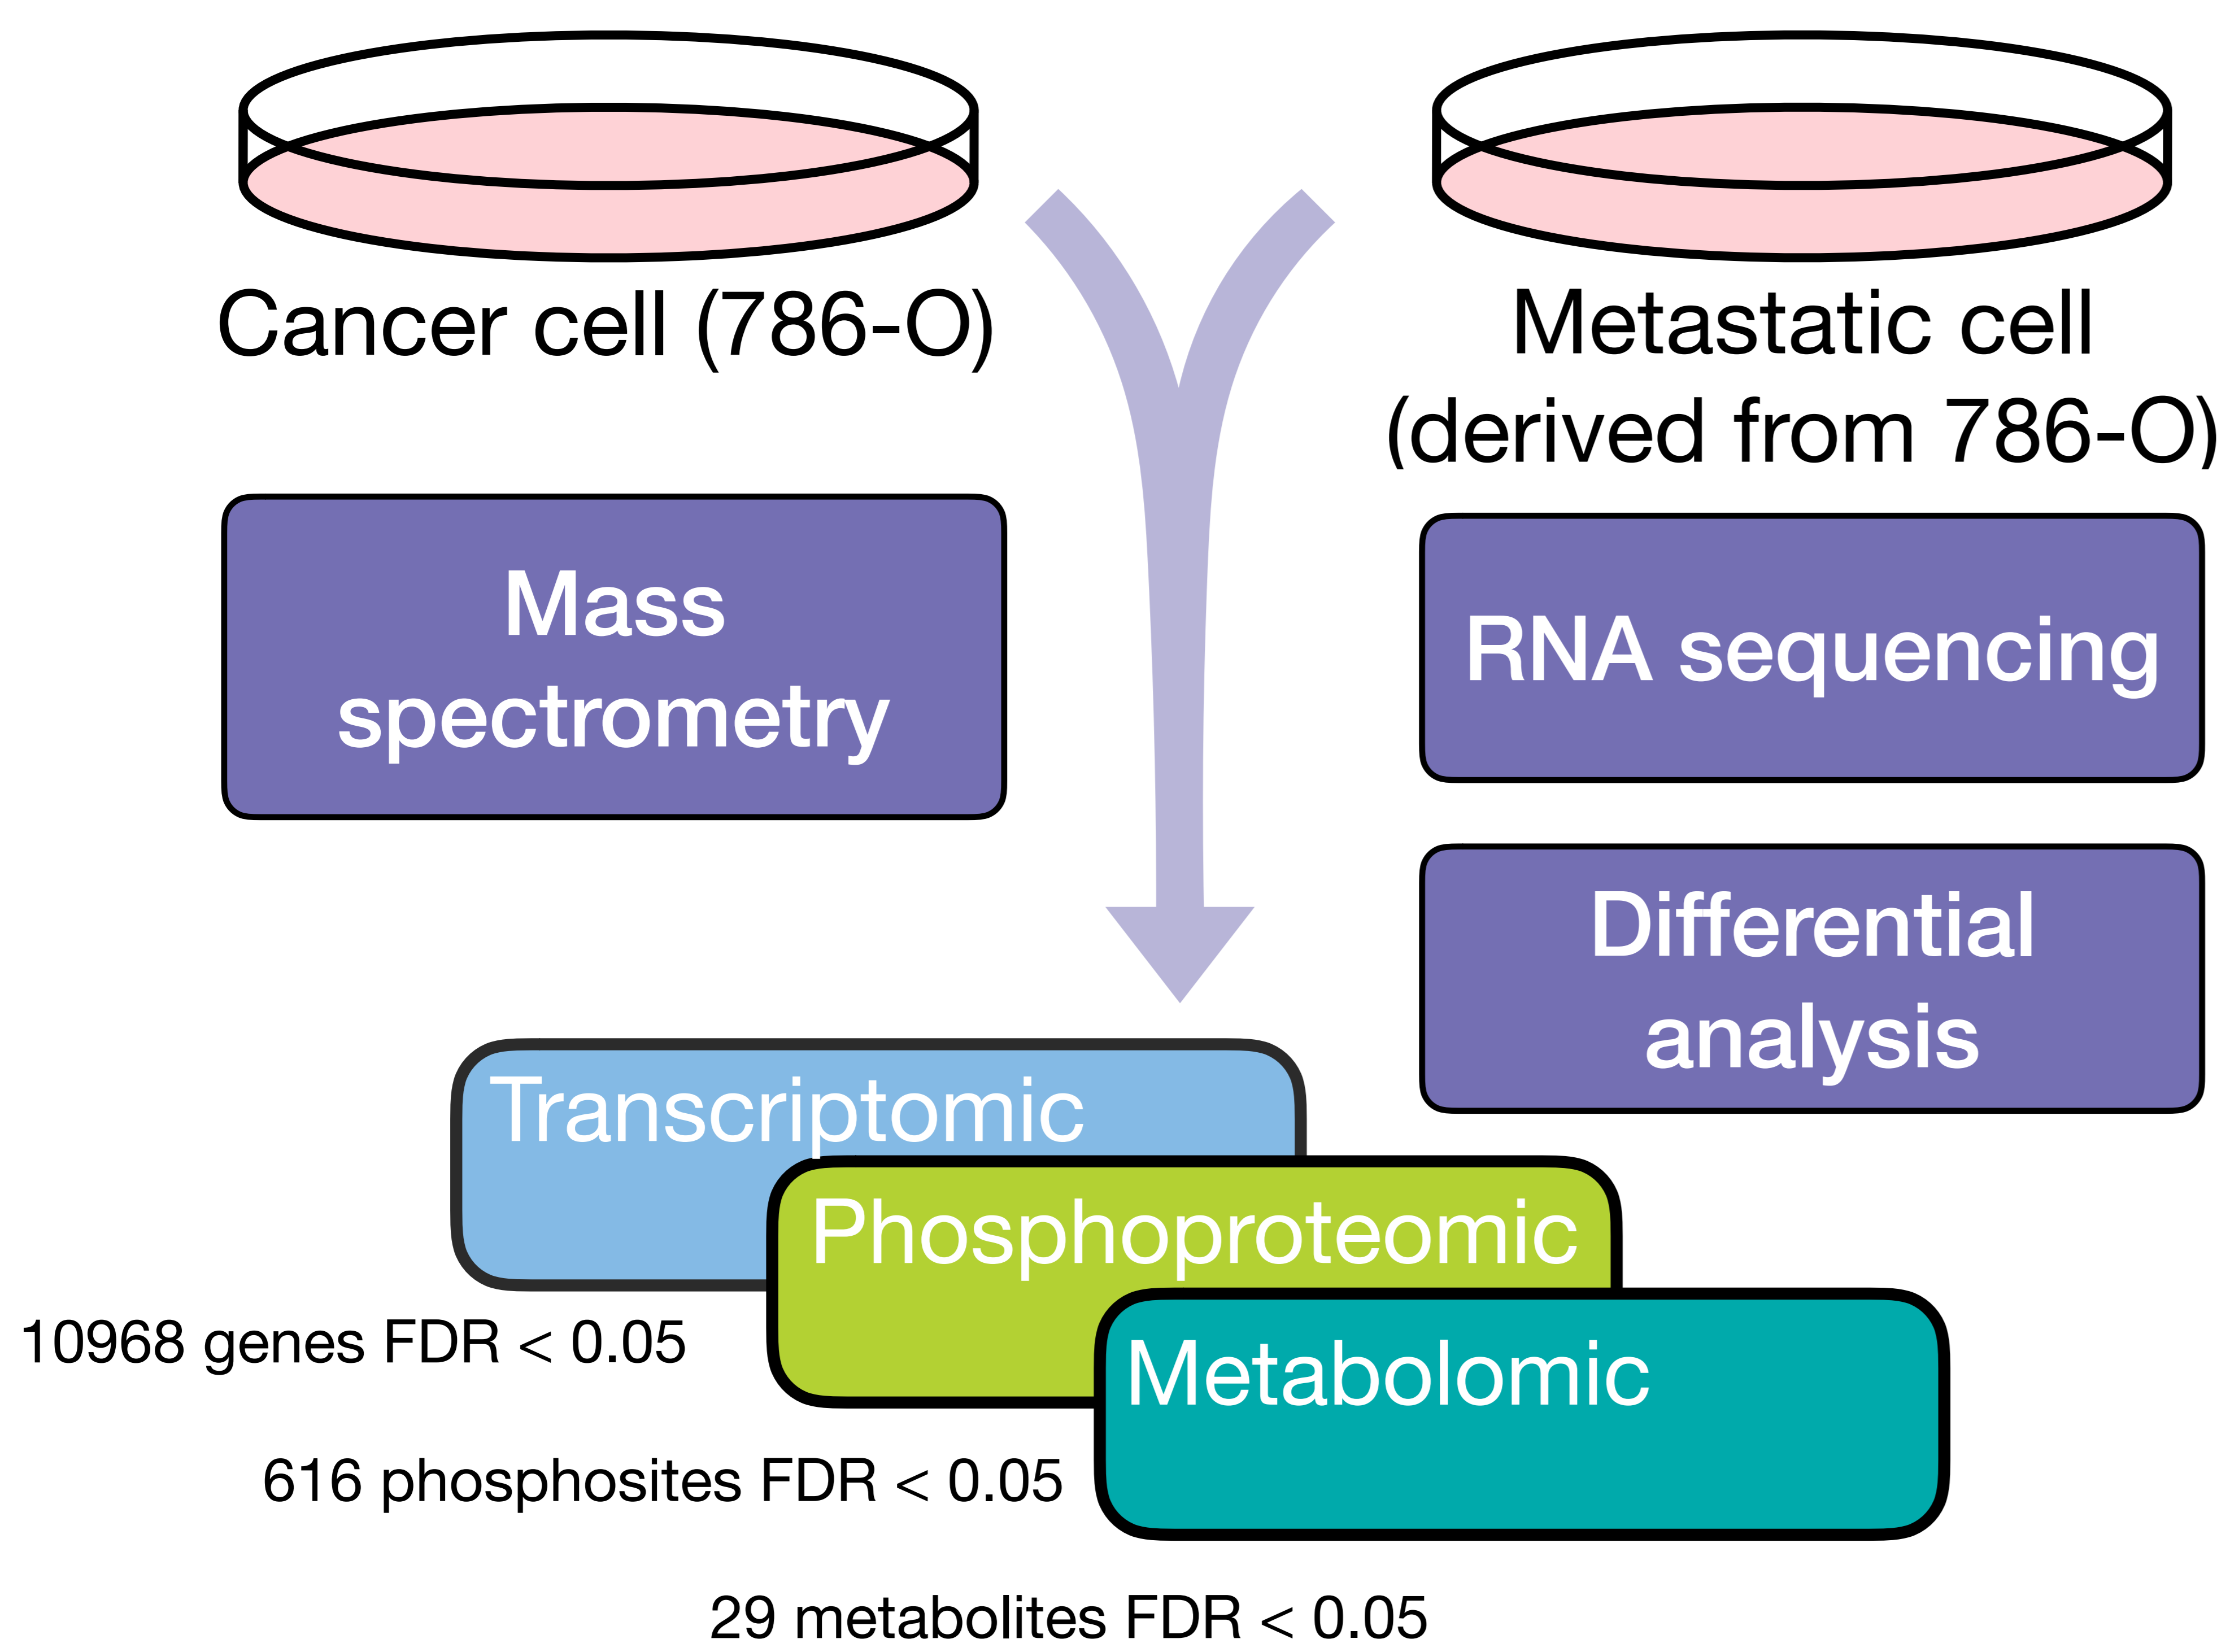 Cancer cell (786-O)
Metastatic cell
(derived from 786-O)
Mass
spectrometry
RNA sequencing
Differential
analysis
Transcriptomic
Phosphoproteomic
Metabolomic
10968 genes FDR < 0.05
616 phosphosites FDR < 0.05
29 metabolites FDR < 0.05